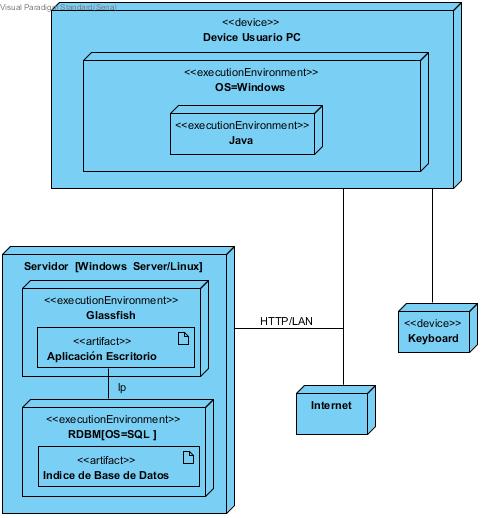 Visual Paradigm Standard(Sena)
<<device>>
Device Usuario PC
<<executionEnvironment>>
OS=Windows
<<executionEnvironment>>
Java
Servidor [Windows Server/Linux]
<<executionEnvironment>>
Glassfish
<<artifact>>
Aplicación Escritorio
Ip
<<executionEnvironment>>
RDBM[OS=SQL ]
<<artifact>>
Indice de Base de Datos
HTTP/LAN
<<device>>
Keyboard
Internet